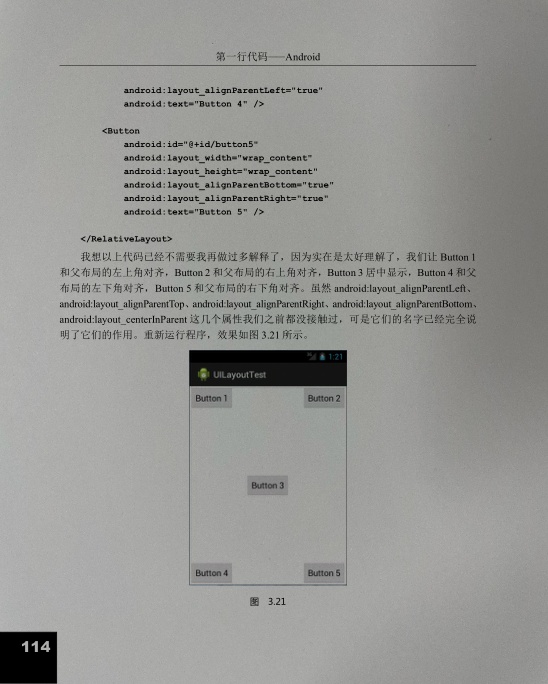 第一行代码——Android
android:layout_alignParentLeft="true"
android:text="Button 4" />
<Button
android:id="@+id/button5"
android:layout_width="wrap_content"
android:layout_height="wrap_content"
android:layout_alignParentBottom="true"
android:layout_alignParentRight="true"
android:text="Button 5" />
</RelativeLayout>
我想以上代码已经不需要我再做过多解释了，因为实在是太好理解了，我们让 Button 1
和父布局的左上角对齐，Button 2 和父布局的右上角对齐，Button 3 居中显示，Button 4 和父
布局的左下角对齐，Button 5 和父布局的右下角对齐。虽然 android:layout_alignParentLeft、
android:layout_alignParentTop、android:layout_alignParentRight、android:layout_alignParentBottom、
android:layout_centerInParent 这几个属性我们之前都没接触过，可是它们的名字已经完全说
明了它们的作用。重新运行程序，效果如图 3.21 所示。
1:21
UILayoutTest
Button 1 Button 2
Button 3
Button 4 Button 5
图 3.21
114